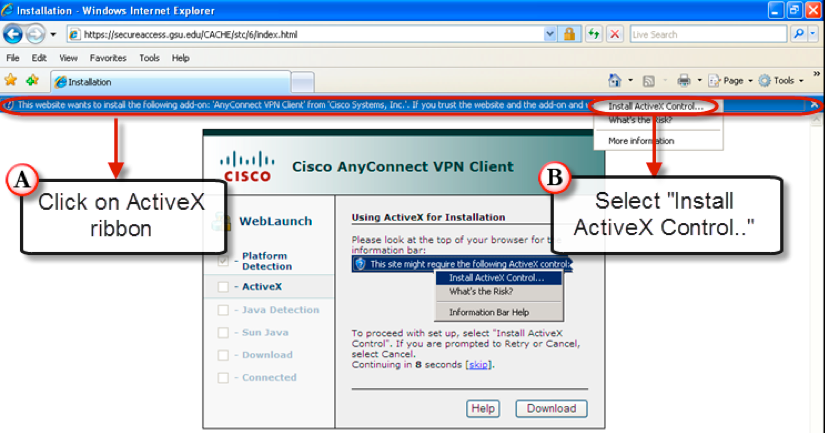 Installation - Windows Internet Explorer
https://secureaccess.gsu.edu/CACHE/stc/6/index.html
Live Search
File Edit View Favorites Tools Help
Installation
Page Tools
This website wants to install the following add-on: 'AnyConnect VPN Client' from 'Cisco Systems, Inc.'. If you trust the website and the add-on and
Install ActiveX Control...
What's the Risk?
More information
A
Click on ActiveX
ribbon
B
Select "Install
ActiveX Control.."
CISCO
Cisco AnyConnect VPN Client
WebLaunch
- Platform
Detection
- ActiveX
- Java Detection
- Sun Java
- Download
- Connected
Using ActiveX for Installation
Please look at the top of your browser for
information bar:
This site might require the following ActiveX control:
Install ActiveX Control...
What's the Risk?
Information Bar Help
To proceed with set up, select "Install ActiveX
Control". If you are prompted to Retry or Cancel,
select Cancel.
Continuing in 8 seconds [skip].
Help
Download